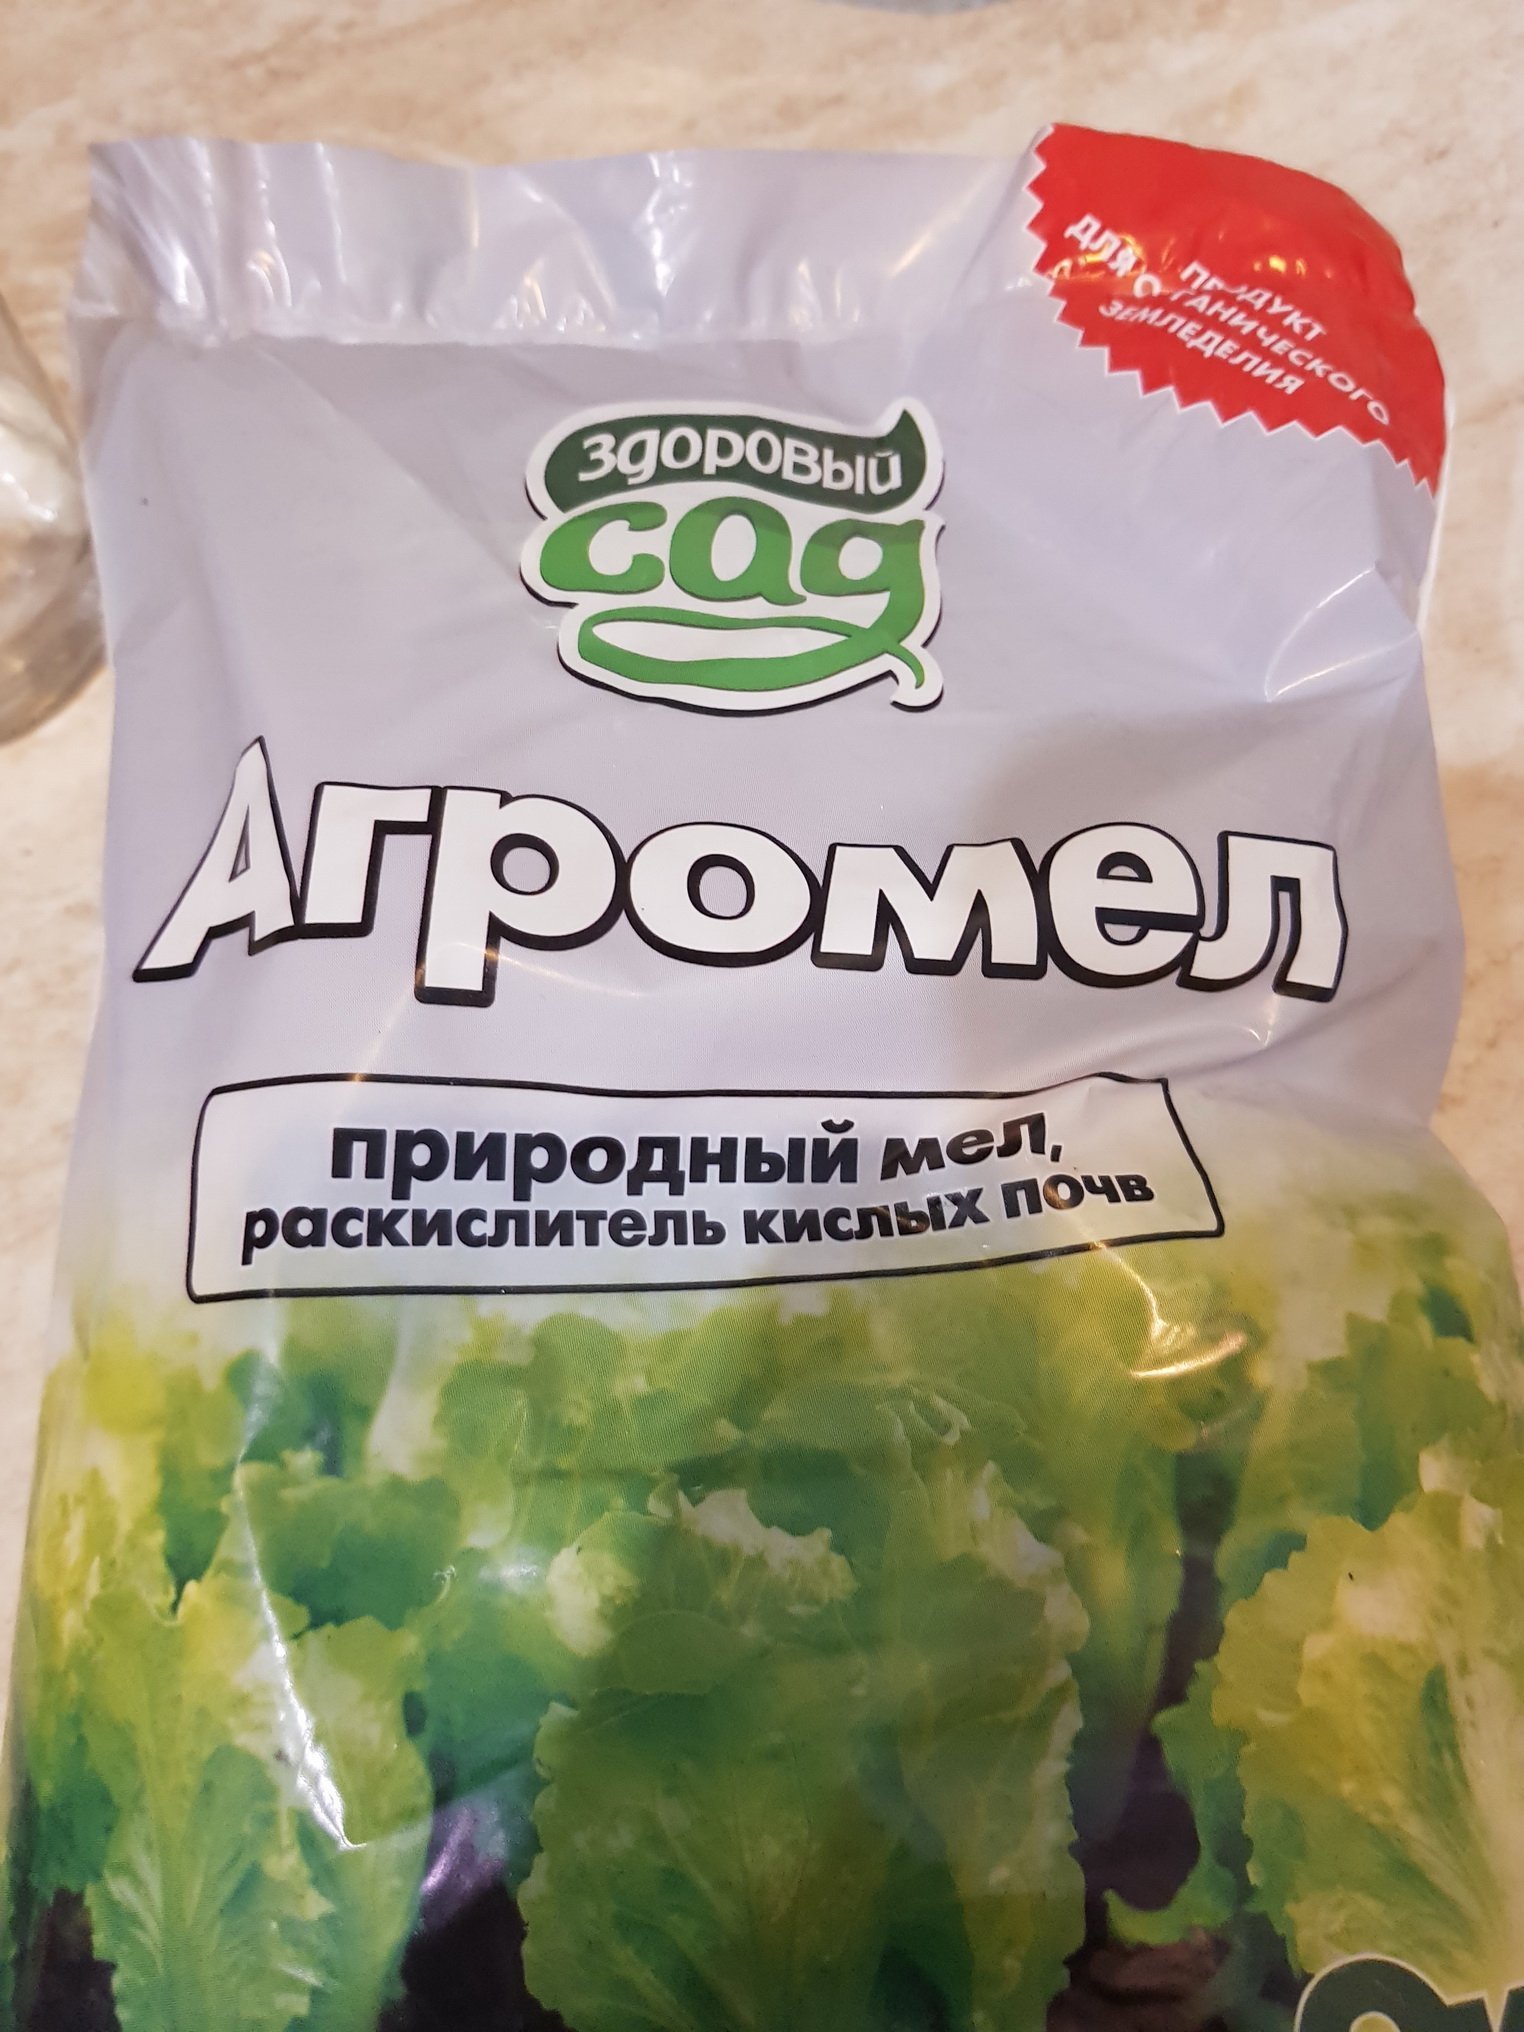 ПРОДУКТ
ДЛЯ ОРГАНИЧЕСКОГО
ЗЕМЛЕДЕЛИЯ
здоровый
сад
Агромел
природный мел,
раскислитель кислых почв